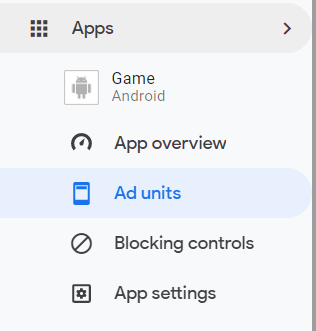 Apps
Game
Android
App overview
Ad units
Blocking controls
App settings